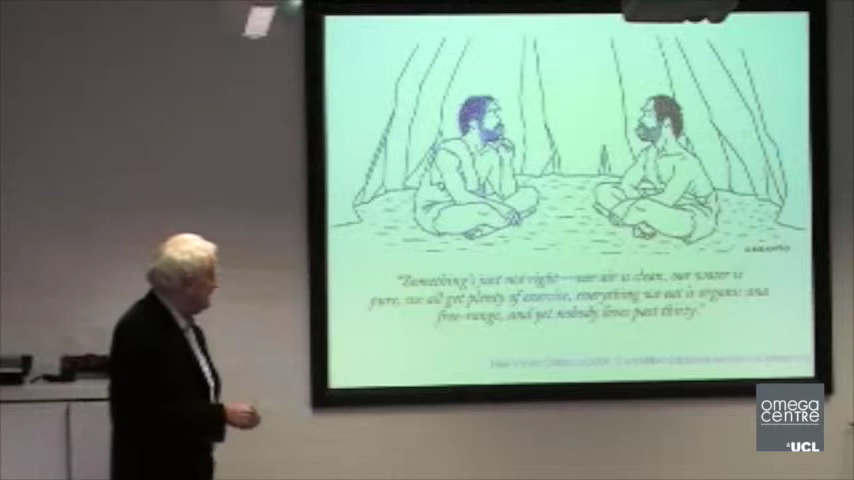 "Something's just not right—our air is clean, our water is
pure, we all get plenty of exercise, everything we eat is organic and
free-range, and yet nobody lives past thirty."
omega
centre
UCL